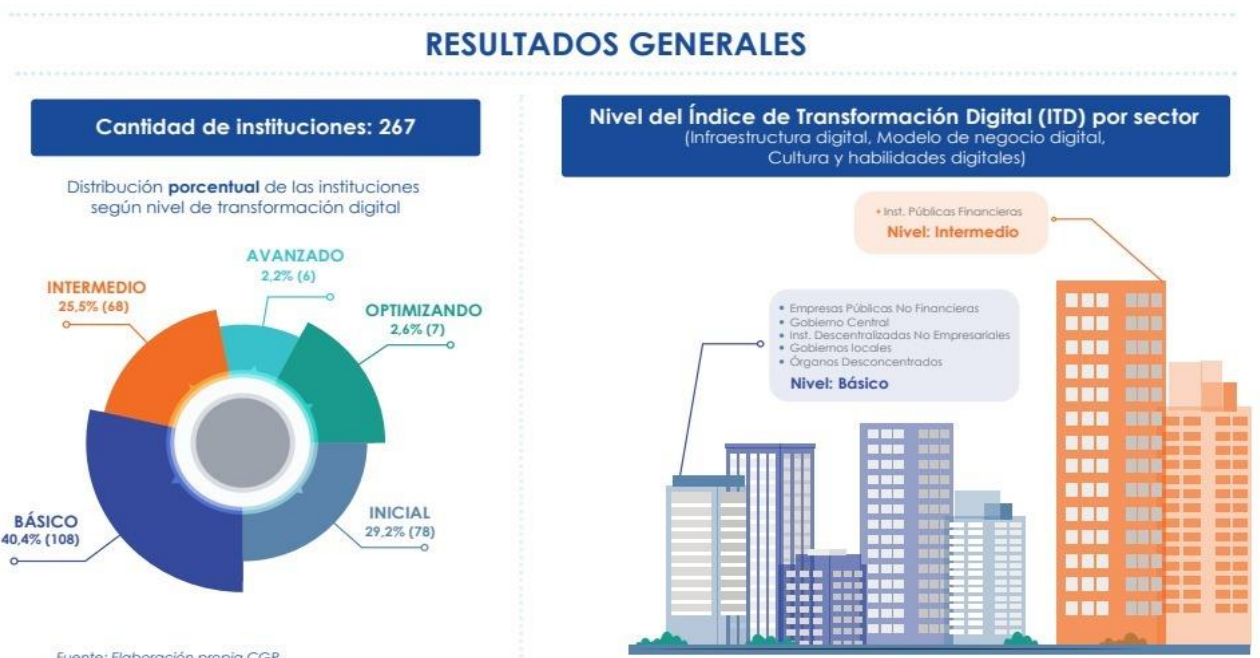 RESULTADOS GENERALES
Cantidad de instituciones: 267
Distribución porcentual de las instituciones
según nivel de transformación digital
AVANZADO
2,2% (6)
INTERMEDIO
25,5% (68)
OPTIMIZANDO
2,6% (7)
BÁSICO
40,4% (108)
INICIAL
29,2% (78)
Fuente: Elaboración propia CGR
Nivel del Índice de Transformación Digital (ITD) por sector
(Infraestructura digital, Modelo de negocio digital,
Cultura y habilidades digitales)
• Inst. Públicas Financieras
Nivel: Intermedio
• Empresas Públicas No Financieras
• Gobierno Central
• Inst. Descentralizadas No Empresariales
• Gobiernos locales
• Órganos Desconcentrados
Nivel: Básico